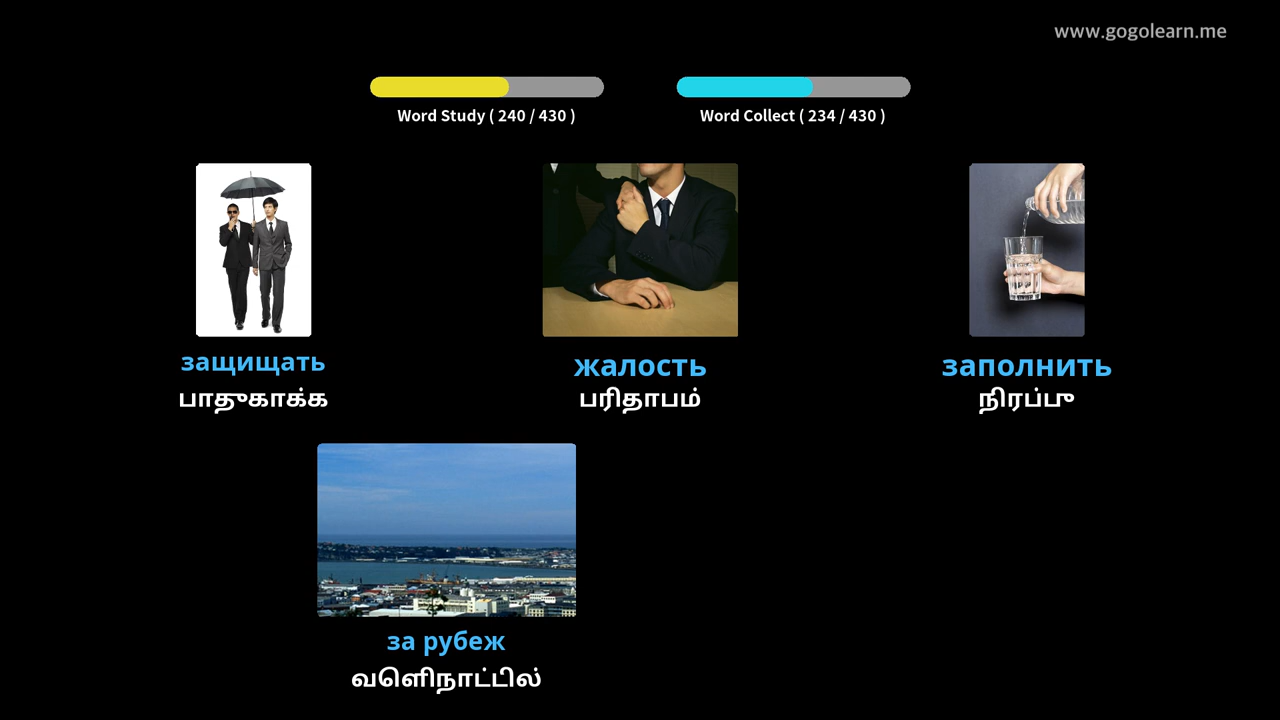 www.gogolearn.me
Word Study ( 240 / 430 )
Word Collect ( 234 / 430 )
защищать
பாதுகாக்க
жалость
பரிதாபம்
заполнить
நிரப்பு
за рубеж
வெளிநாட்டில்